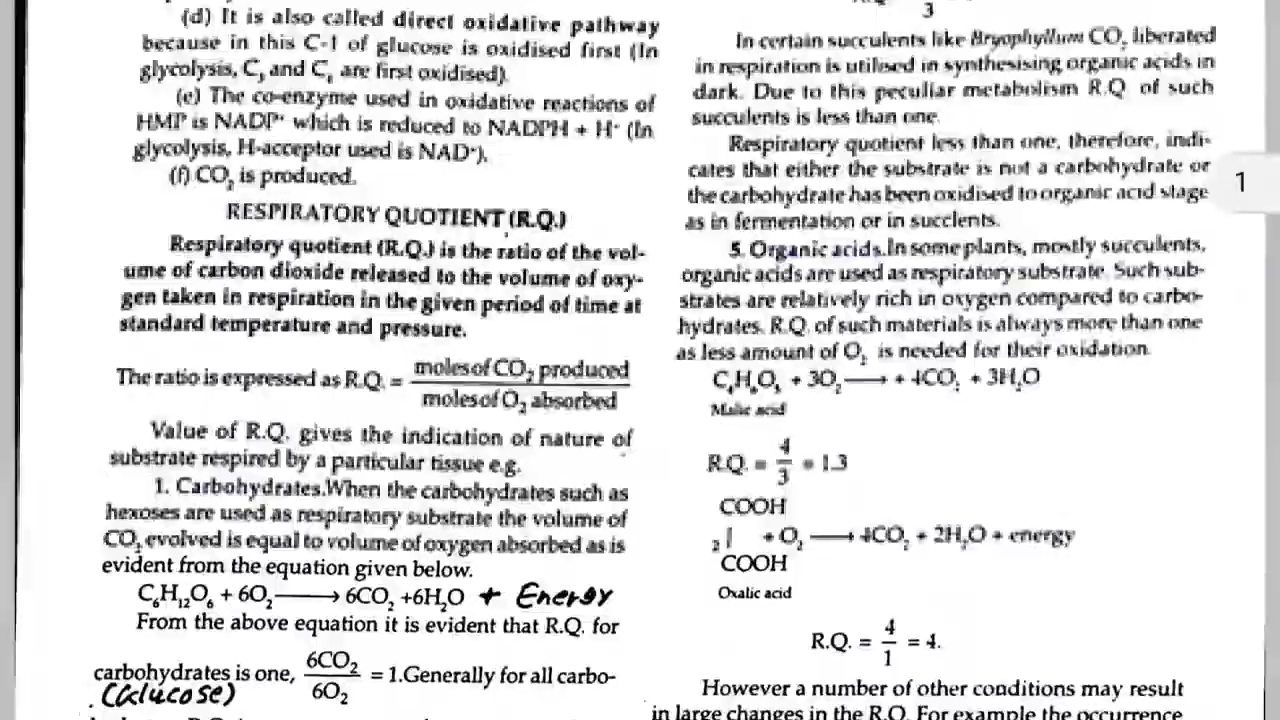 (d) It is also called direct oxidative pathway
because in this C-1 of glucose is oxidised first (In
glycolysis, C₃ and C₄ are first oxidised).
(e) The co-enzyme used in oxidative reactions of
HMP is NADP⁺ which is reduced to NADPH + H⁺ (In
glycolysis, H-acceptor used is NAD⁺).
(f) CO₂ is produced.
RESPIRATORY QUOTIENT (R.Q.)
Respiratory quotient (R.Q.) is the ratio of the vol-
ume of carbon dioxide released to the volume of oxy-
gen taken in respiration in the given period of time at
standard temperature and pressure.
The ratio is expressed as R.Q. = moles of CO₂ produced / moles of O₂ absorbed
Value of R.Q. gives the indication of nature of
substrate respired by a particular tissue e.g.
1. Carbohydrates.When the carbohydrates such as
hexoses are used as respiratory substrate the volume of
CO₂ evolved is equal to volume of oxygen absorbed as is
evident from the equation given below.
C₆H₁₂O₆ + 6O₂ ⟶ 6CO₂ +6H₂O + Energy
From the above equation it is evident that R.Q. for
carbohydrates is one, 6CO₂ / 6O₂ = 1.Generally for all carbo-
(Glucose)
3
In certain succulents like Bryophyllum CO₂ liberated
in respiration is utilised in synthesising organic acids in
dark. Due to this peculiar metabolism R.Q. of such
succulents is less than one.
Respiratory quotient less than one, therefore, indi-
cates that either the substrate is not a carbohydrate or
the carbohydrate has been oxidised to organic acid stage
as in fermentation or in succlents.
5. Organic acids.In some plants, mostly succulents,
organic acids are used as respiratory substrate. Such sub-
strates are relatively rich in oxygen compared to carbo-
hydrates. R.Q. of such materials is always more than one
as less amount of O₂ is needed for their oxidation.
C₄H₆O₅ + 3O₂ ⟶ + 4CO₂ + 3H₂O
Malic acid
R.Q. = 4 / 3 = 1.3
COOH
2 | + O₂ ⟶ 4CO₂ + 2H₂O + energy
COOH
Oxalic acid
R.Q. = 4 / 1 = 4.
However a number of other conditions may result
in large changes in the R.Q. For example the occurrence
1